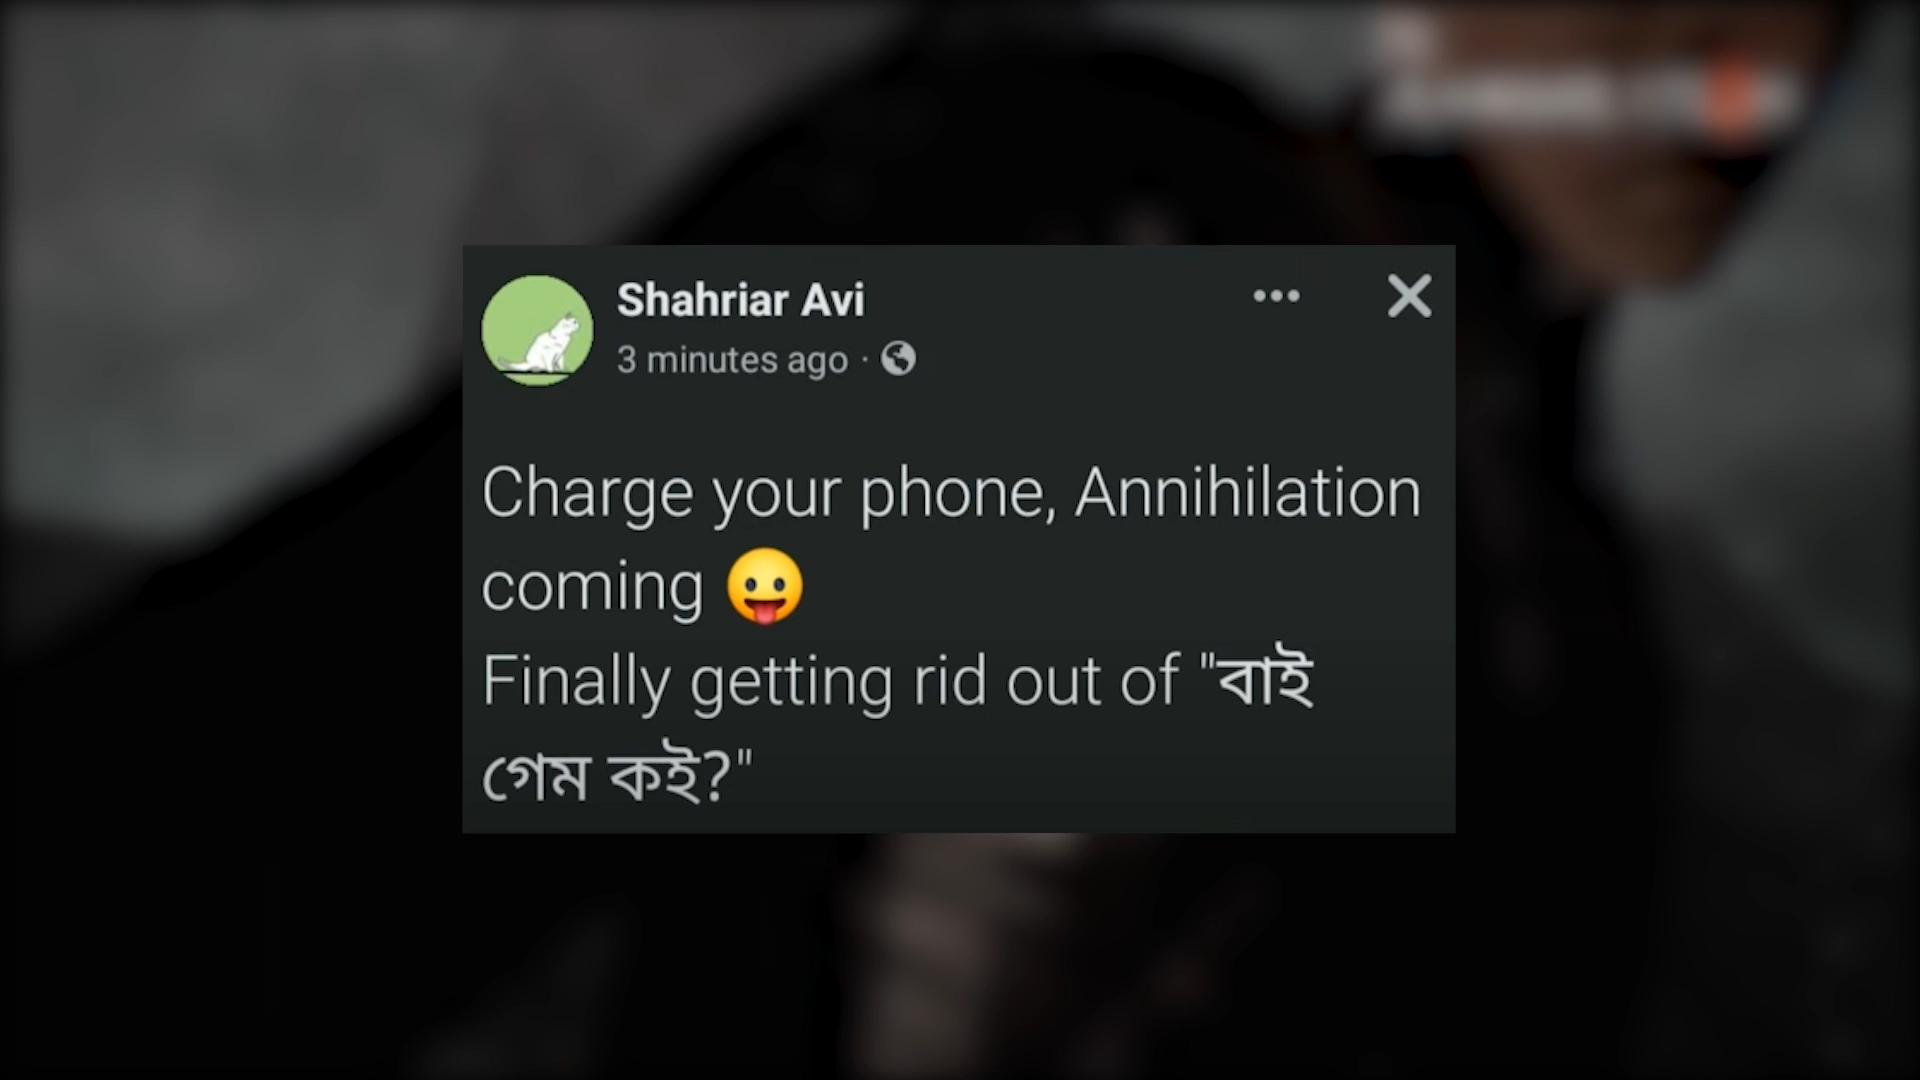 Shahriar Avi
3 minutes ago ·
Charge your phone, Annihilation
coming 😛
Finally getting rid out of "বাই
গেম কই?"